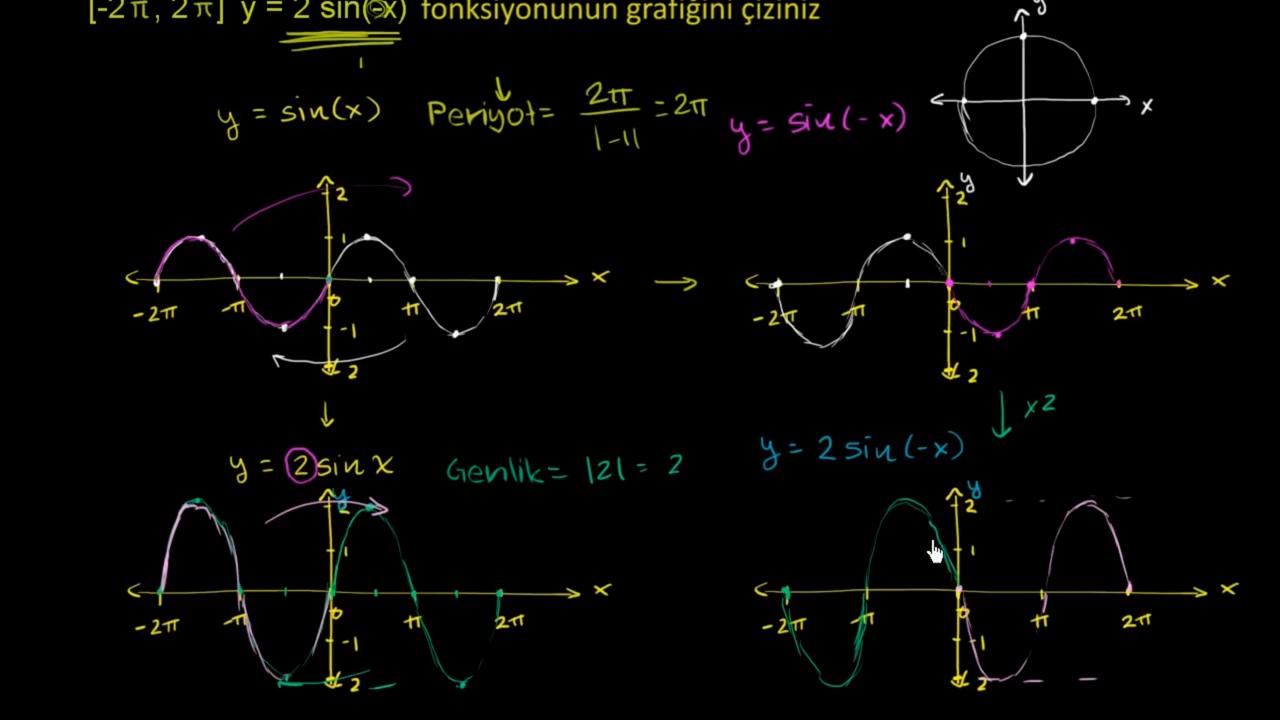 [-2π, 2π] y = 2 sin(-x) fonksiyonunun grafiğini çiziniz
y
x
y = sin(x) Periyot = 2π / |-1| = 2π y = sin(-x)
2 1 -1 2 -2π -π 0 π 2π x
y 2 1 -1 2 -2π -π 0 π 2π x
x2
y = 2 sin x Genlik = |2| = 2 y = 2 sin(-x)
y 2 1 -1 2 -2π -π 0 π 2π x
y 2 1 -1 2 -2π -π 0 π 2π x